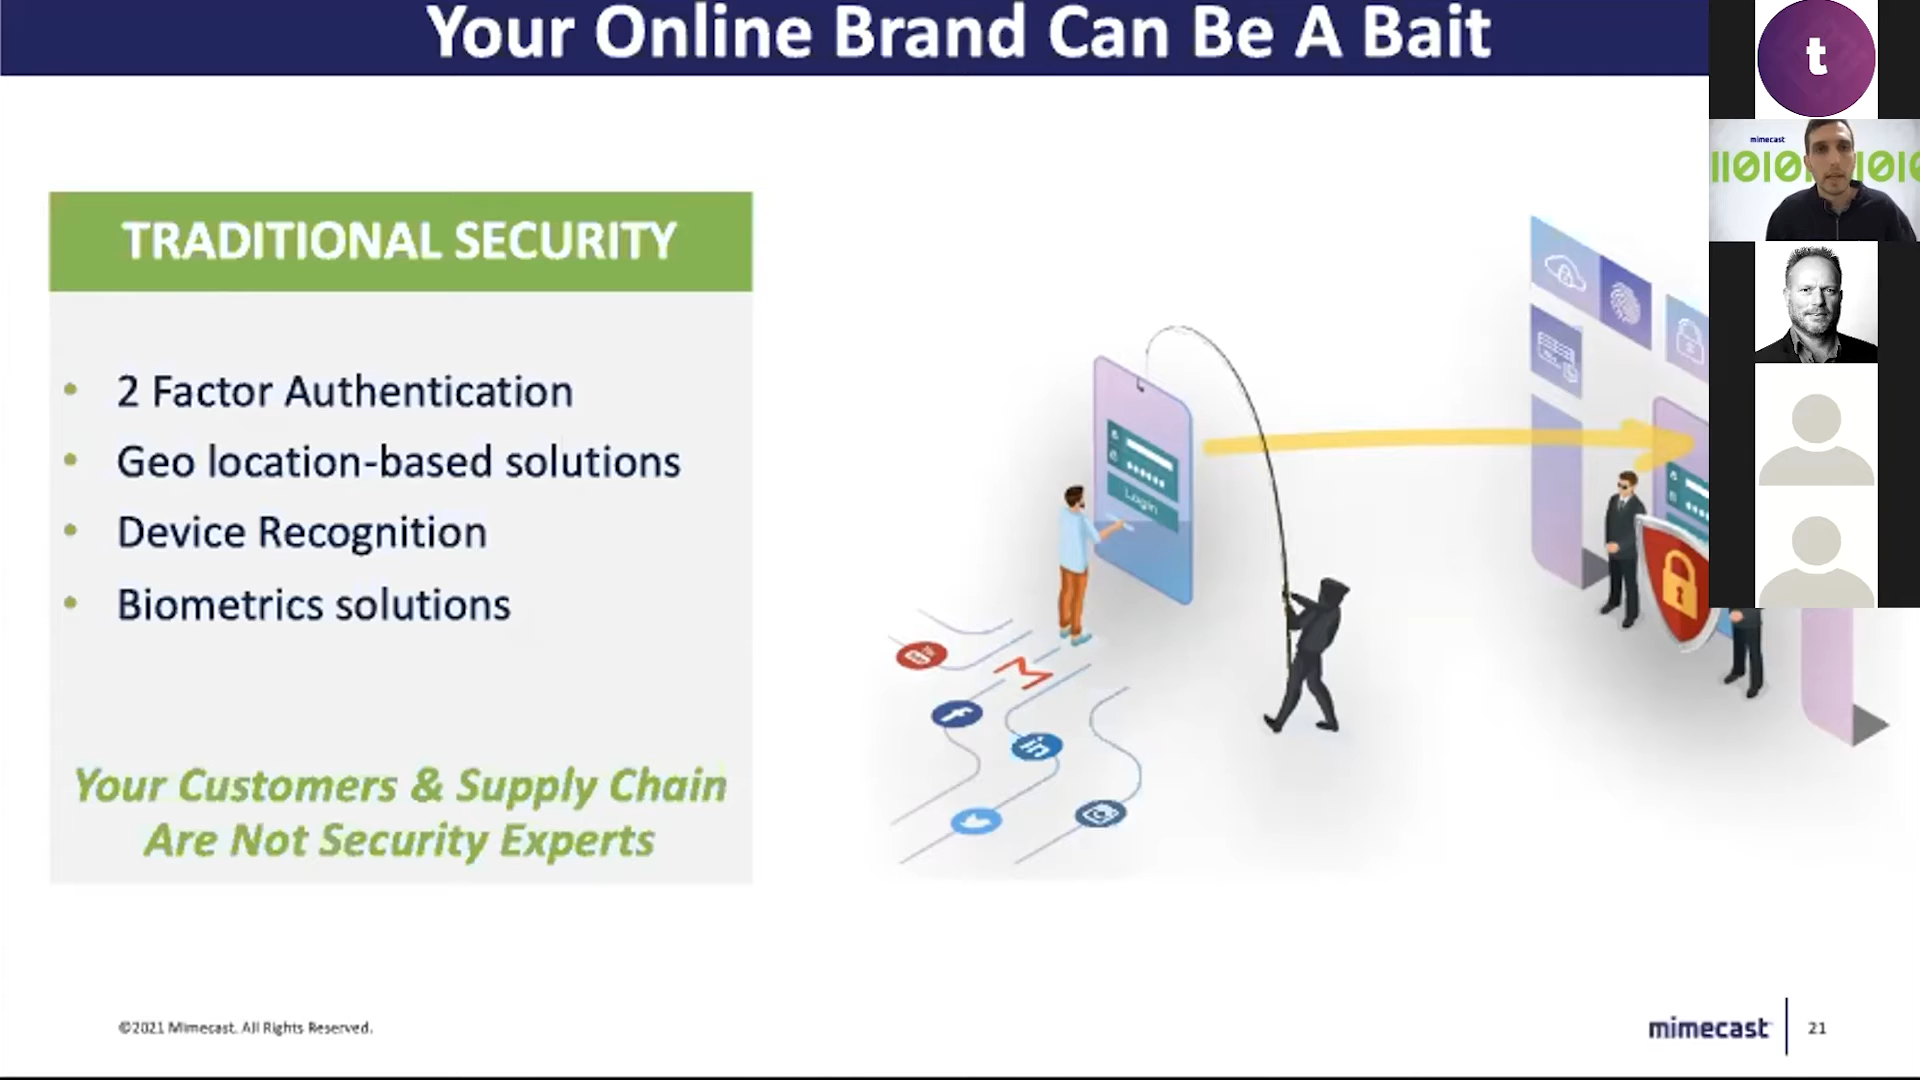 Your Online Brand Can Be A Bait
t
mimecast
TRADITIONAL SECURITY
• 2 Factor Authentication
• Geo location-based solutions
• Device Recognition
• Biometrics solutions
Login
Your Customers & Supply Chain
Are Not Security Experts
©2021 Mimecast. All Rights Reserved.
mimecast
21